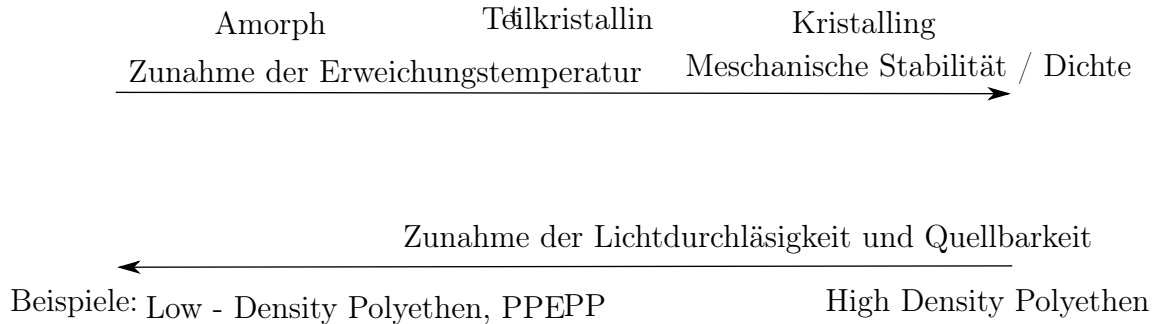 Amorph Teilkristallin Kristalling
Zunahme der Erweichungstemperatur Meschanische Stabilität / Dichte
Zunahme der Lichtdurchläsigkeit und Quellbarkeit
Beispiele: Low - Density Polyethen, PPEPP High Density Polyethen